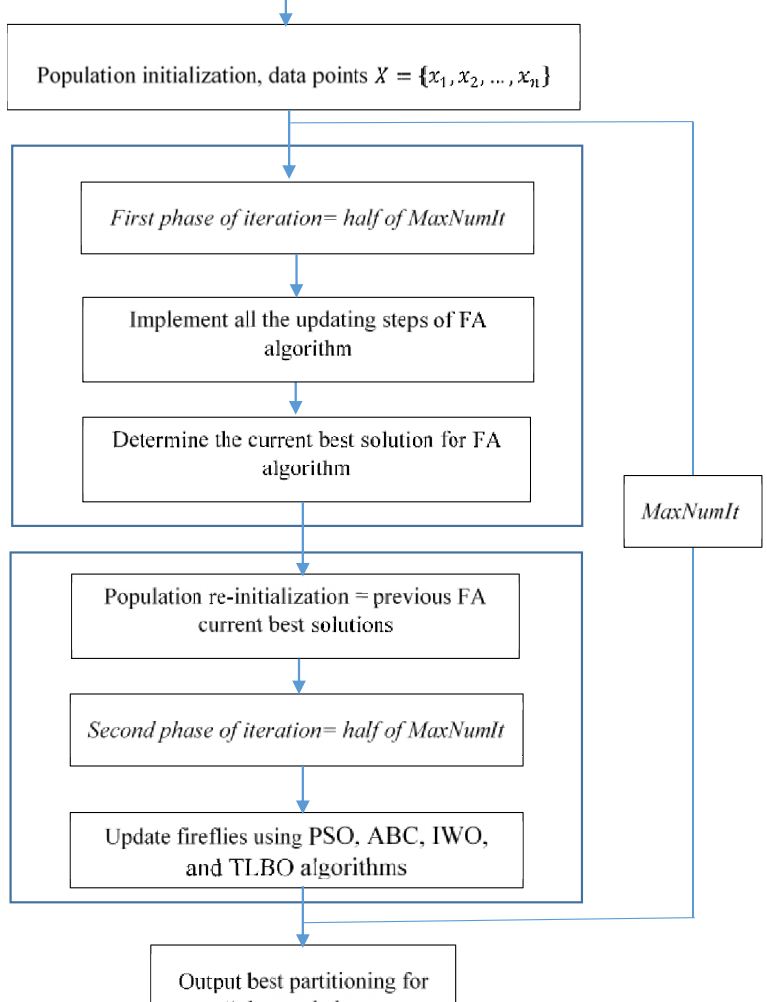 Population initialization, data points X = {x₁, x₂, ..., xₙ}
First phase of iteration= half of MaxNumIt
Implement all the updating steps of FA
algorithm
Determine the current best solution for FA
algorithm
MaxNumIt
Population re-initialization = previous FA
current best solutions
Second phase of iteration= half of MaxNumIt
Update fireflies using PSO, ABC, IWO,
and TLBO algorithms
Output best partitioning for